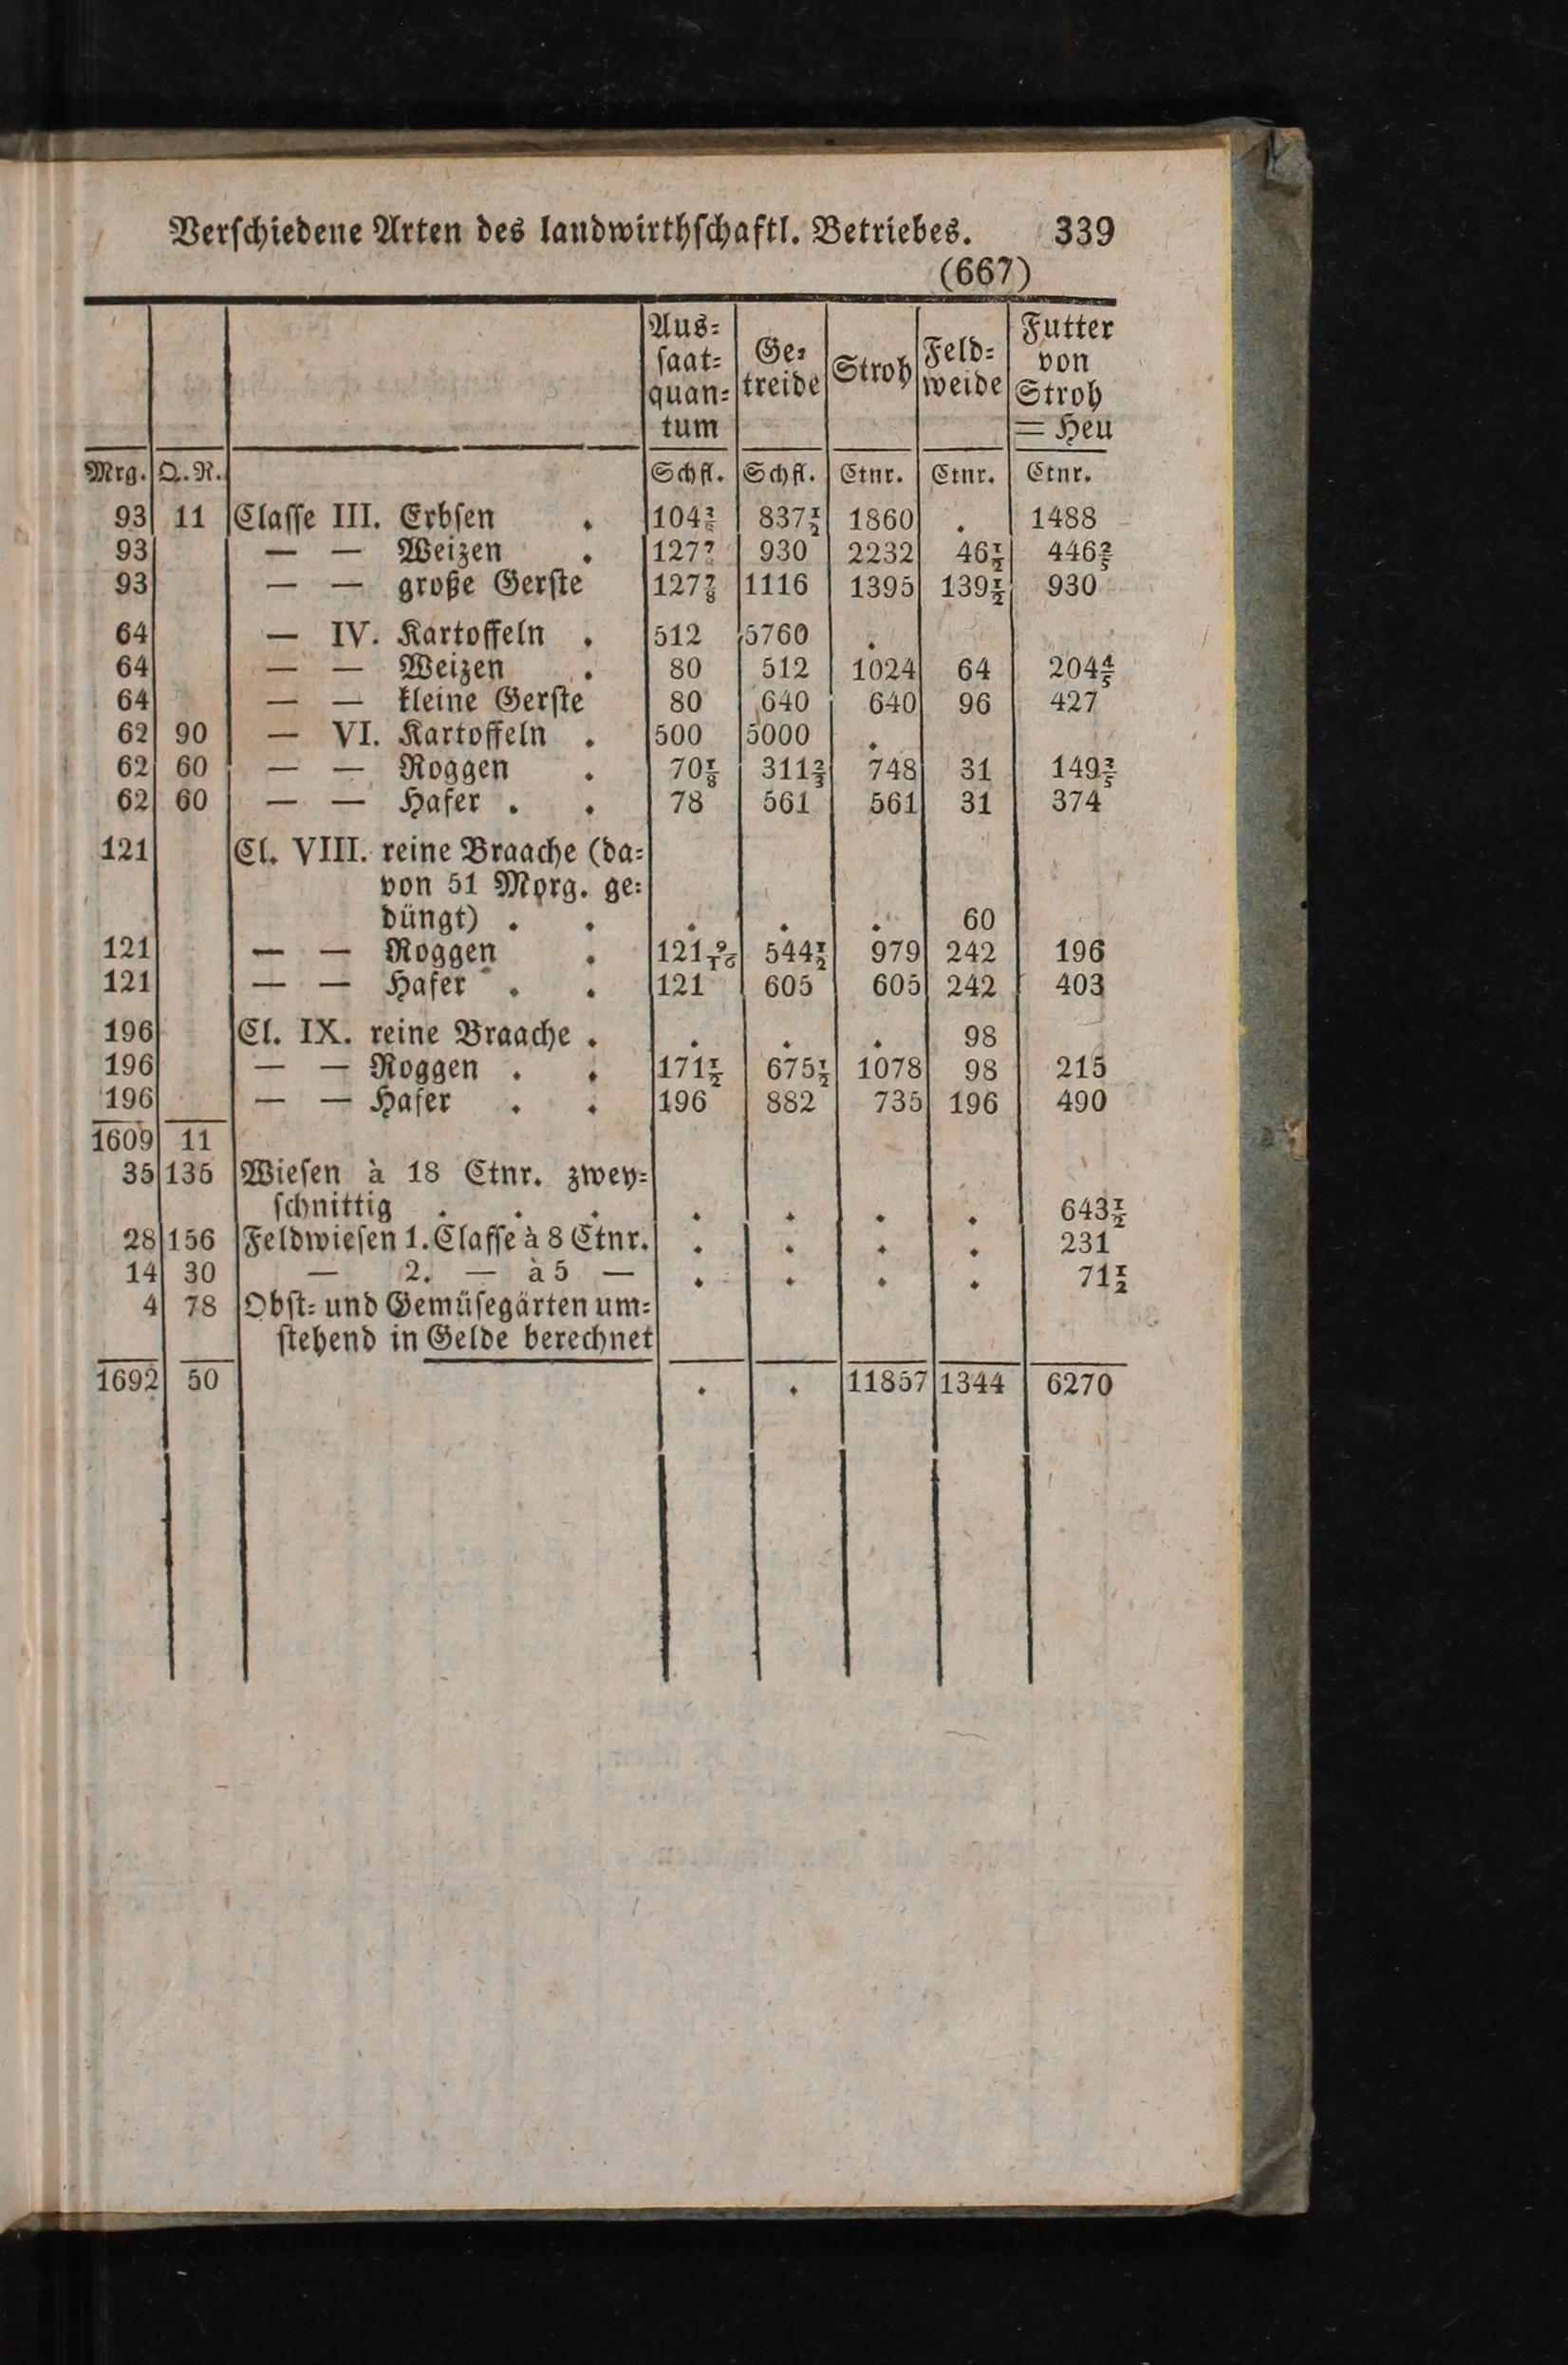 Verſchiedene Arten des landwirthſchaftl. Betriebes. 339
(667)
Aus⸗ſaat⸗quan⸗tum Ge⸗treide Stroh Feld⸗weide Futter von Stroh = Heu
Mrg. Q.R. Schfl. Schfl. Ctnr. Ctnr. Ctnr.
93 11 Claſſe III. Erbſen . 104 837½ 1860 . 1488
93 — — Weizen . 127 930 2232 46½ 446⅖
93 — — große Gerſte 127⅞ 1116 1395 139½ 930
64 — IV. Kartoffeln . 512 5760 .
64 — — Weizen . 80 512 1024 64 204⅘
64 — — kleine Gerſte 80 640 640 96 427
62 90 — VI. Kartoffeln . 500 5000 .
62 60 — — Roggen . 70⅛ 311⅔ 748 31 149⅗
62 60 — — Hafer . . 78 561 561 31 374
121 Cl. VIII. reine Braache (da⸗
von 51 Morg. ge⸗
düngt) . . . . . 60
121 — — Roggen . 121 9/16 544½ 979 242 196
121 — — Hafer . . 121 605 605 242 403
196 Cl. IX. reine Braache . . . . 98
196 — — Roggen . . 171½ 675½ 1078 98 215
196 — — Hafer . . 196 882 735 196 490
1609 11
35 135 Wieſen à 18 Ctnr. zwey⸗
ſchnittig . . . . . . . 643½
28 156 Feldwieſen 1. Claſſe à 8 Ctnr. . . . . 231
14 30 — 2. — à 5 — . . . . 71½
4 78 Obſt⸗ und Gemüſegärten um⸗
ſtehend in Gelde berechnet
1692 50 . . 11857 1344 6270